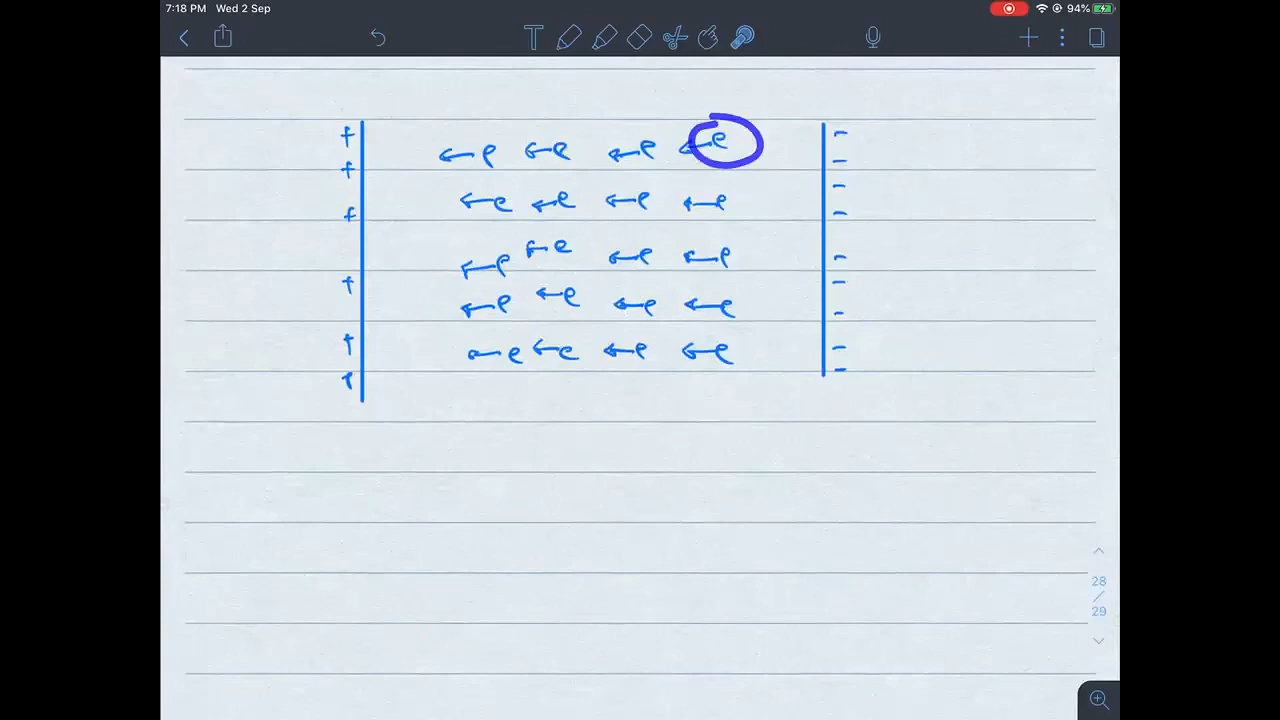 7:18 PM Wed 2 Sep 94%
T
+ e e e e -
+ -
+ e e e e -
-
e e e e -
+ e e e e -
-
+ e e e e -
+ -
28
/
29